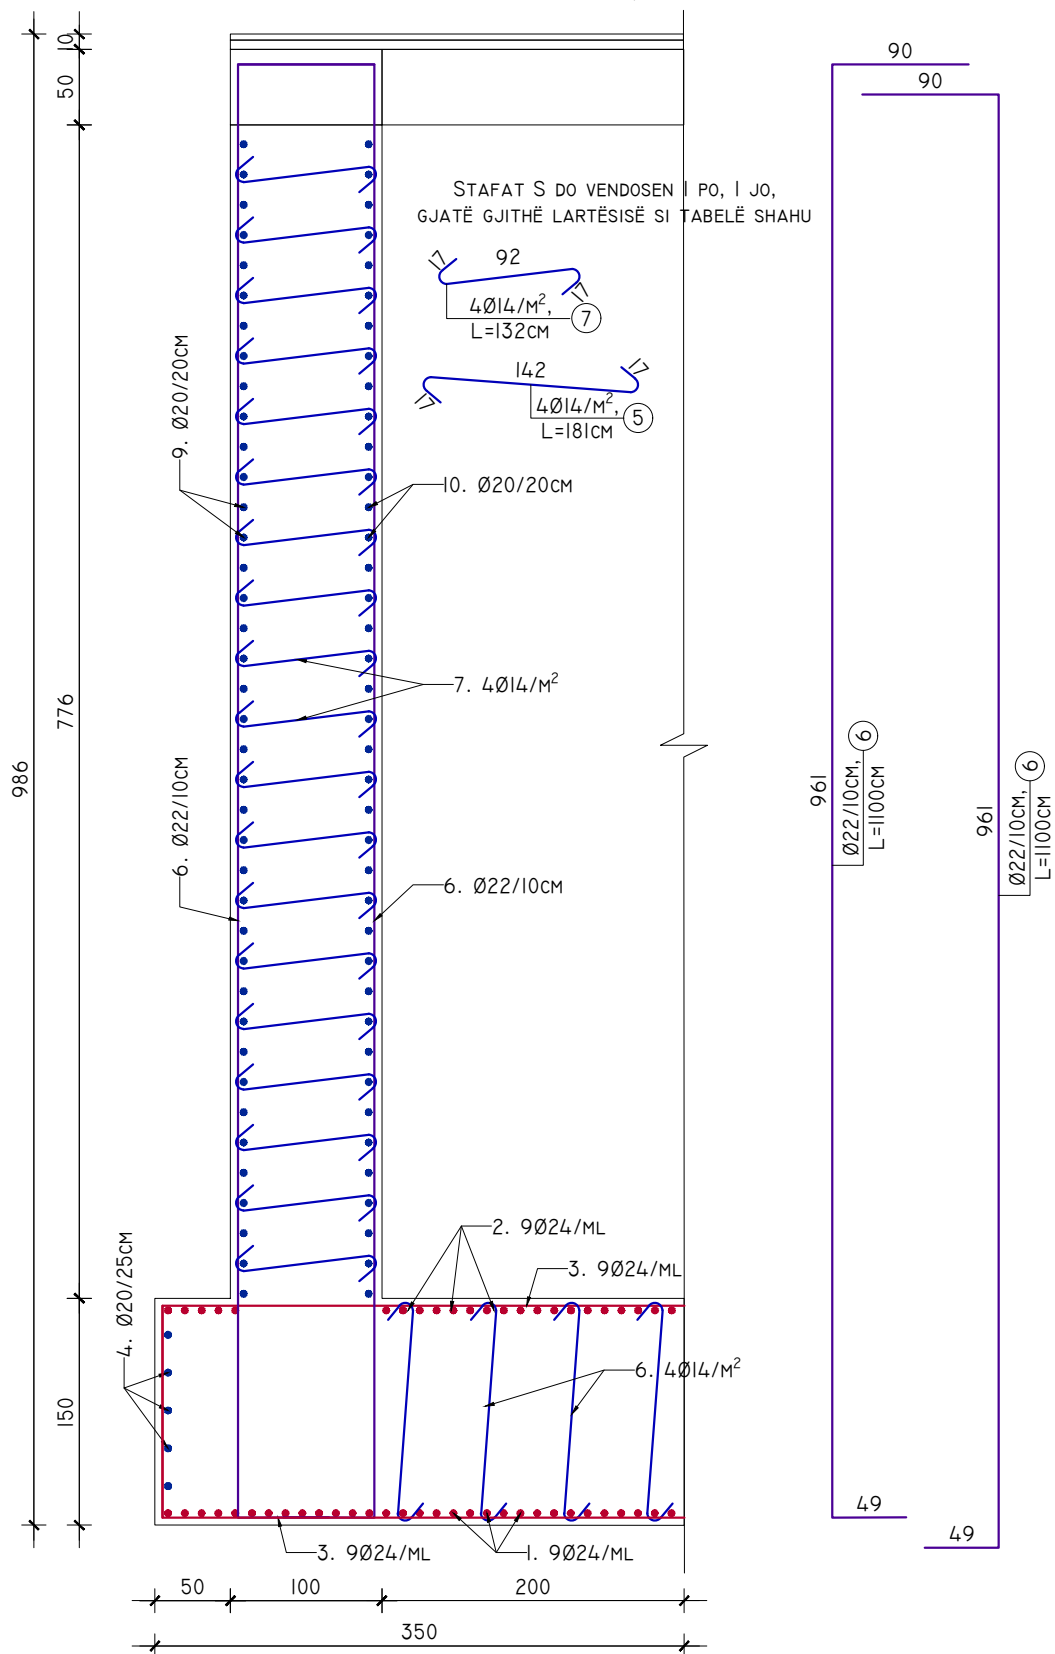 10
50
776
986
150
90
90
STAFAT S DO VENDOSEN 1 PO, 1 JO,
GJATË GJITHË LARTËSISË SI TABELË SHAHU
17
92
17
4Ø14/M²,
L=132CM
7
142
17
17
4Ø14/M²,
L=181CM
5
9. Ø20/20CM
10. Ø20/20CM
7. 4Ø14/M²
6. Ø22/10CM
6. Ø22/10CM
961
Ø22/10CM,
L=1100CM
6
961
Ø22/10CM,
L=1100CM
6
2. 9Ø24/ML
3. 9Ø24/ML
4. Ø20/25CM
6. 4Ø14/M²
49
49
3. 9Ø24/ML
1. 9Ø24/ML
50
100
200
350